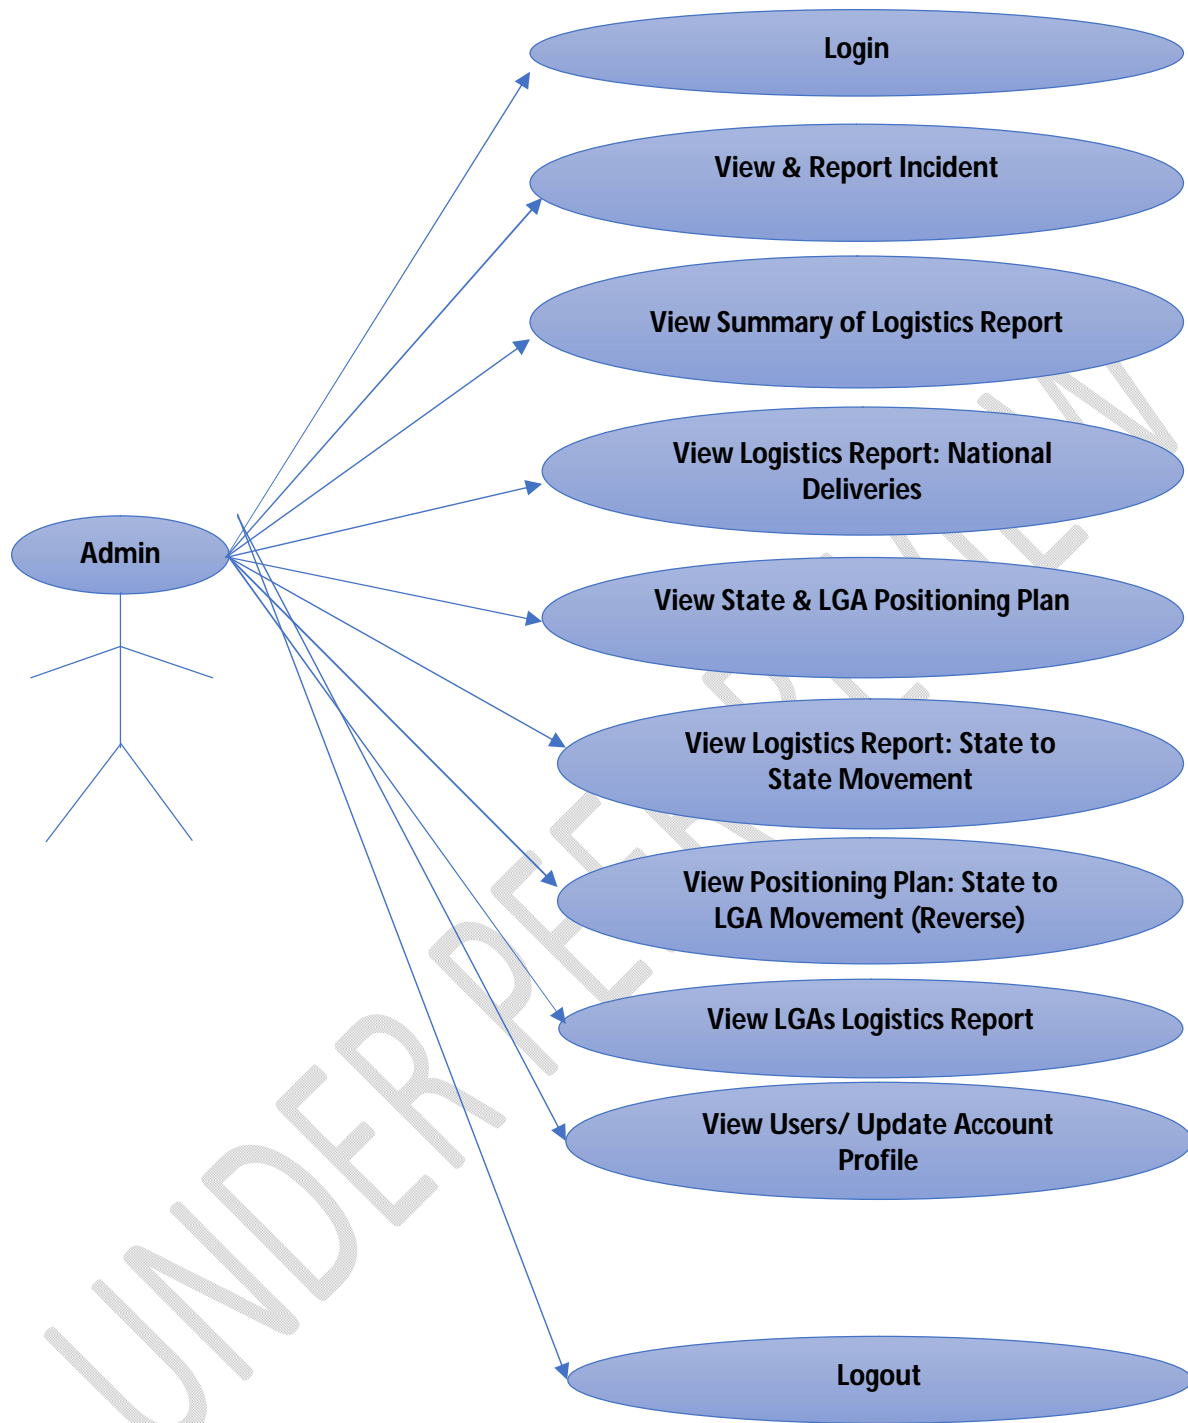 Login
View & Report Incident
View Summary of Logistics Report
View Logistics Report: National
Deliveries
Admin
View State & LGA Positioning Plan
View Logistics Report: State to
State Movement
View Positioning Plan: State to
LGA Movement (Reverse)
View LGAs Logistics Report
View Users/ Update Account
Profile
Logout
UNDER PEER REVIEW